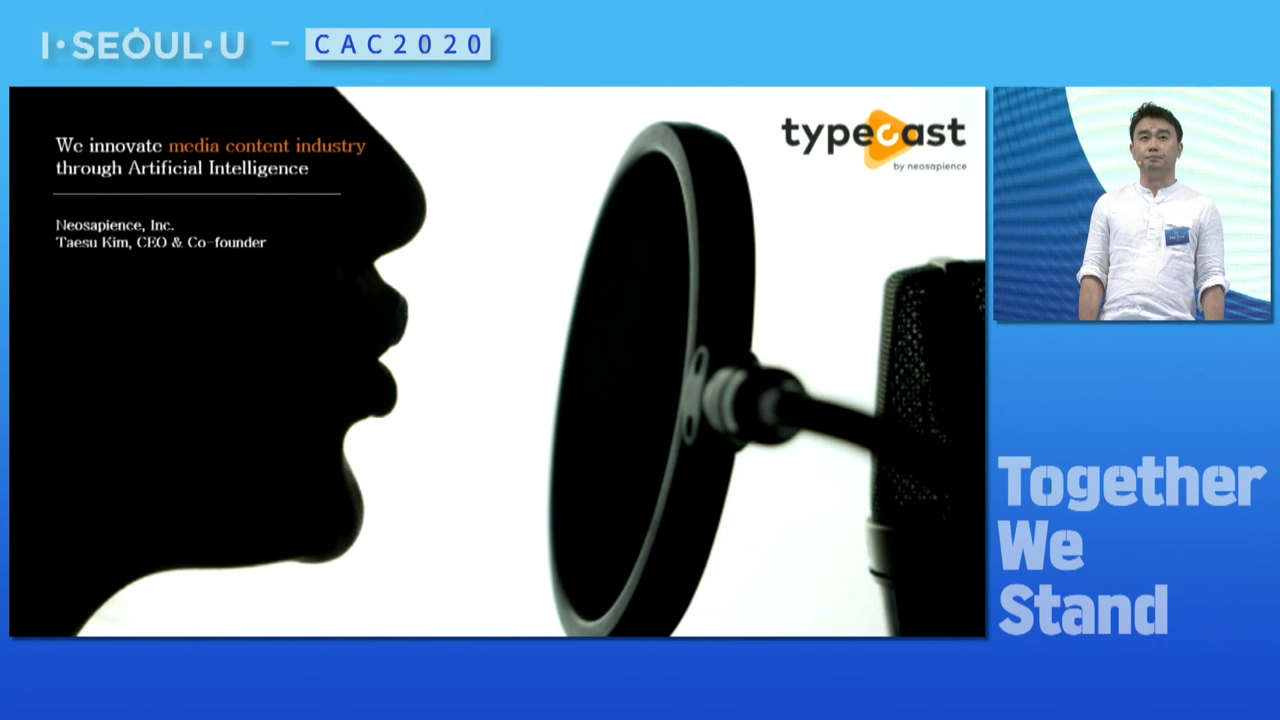 I·SEOUL·U – CAC2020
We innovate media content industry
through Artificial Intelligence
Neosapience, Inc.
Taesu Kim, CEO & Co-founder
typecast
by neosapience
Together
We
Stand